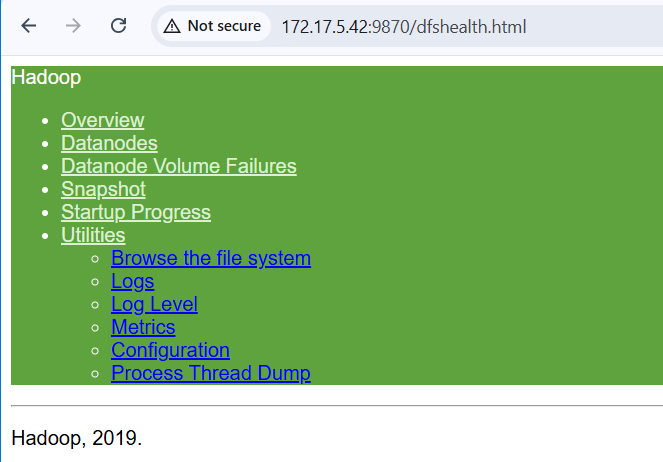 Not secure 172.17.5.42:9870/dfshealth.html
Hadoop
Overview
Datanodes
Datanode Volume Failures
Snapshot
Startup Progress
Utilities
Browse the file system
Logs
Log Level
Metrics
Configuration
Process Thread Dump
Hadoop, 2019.